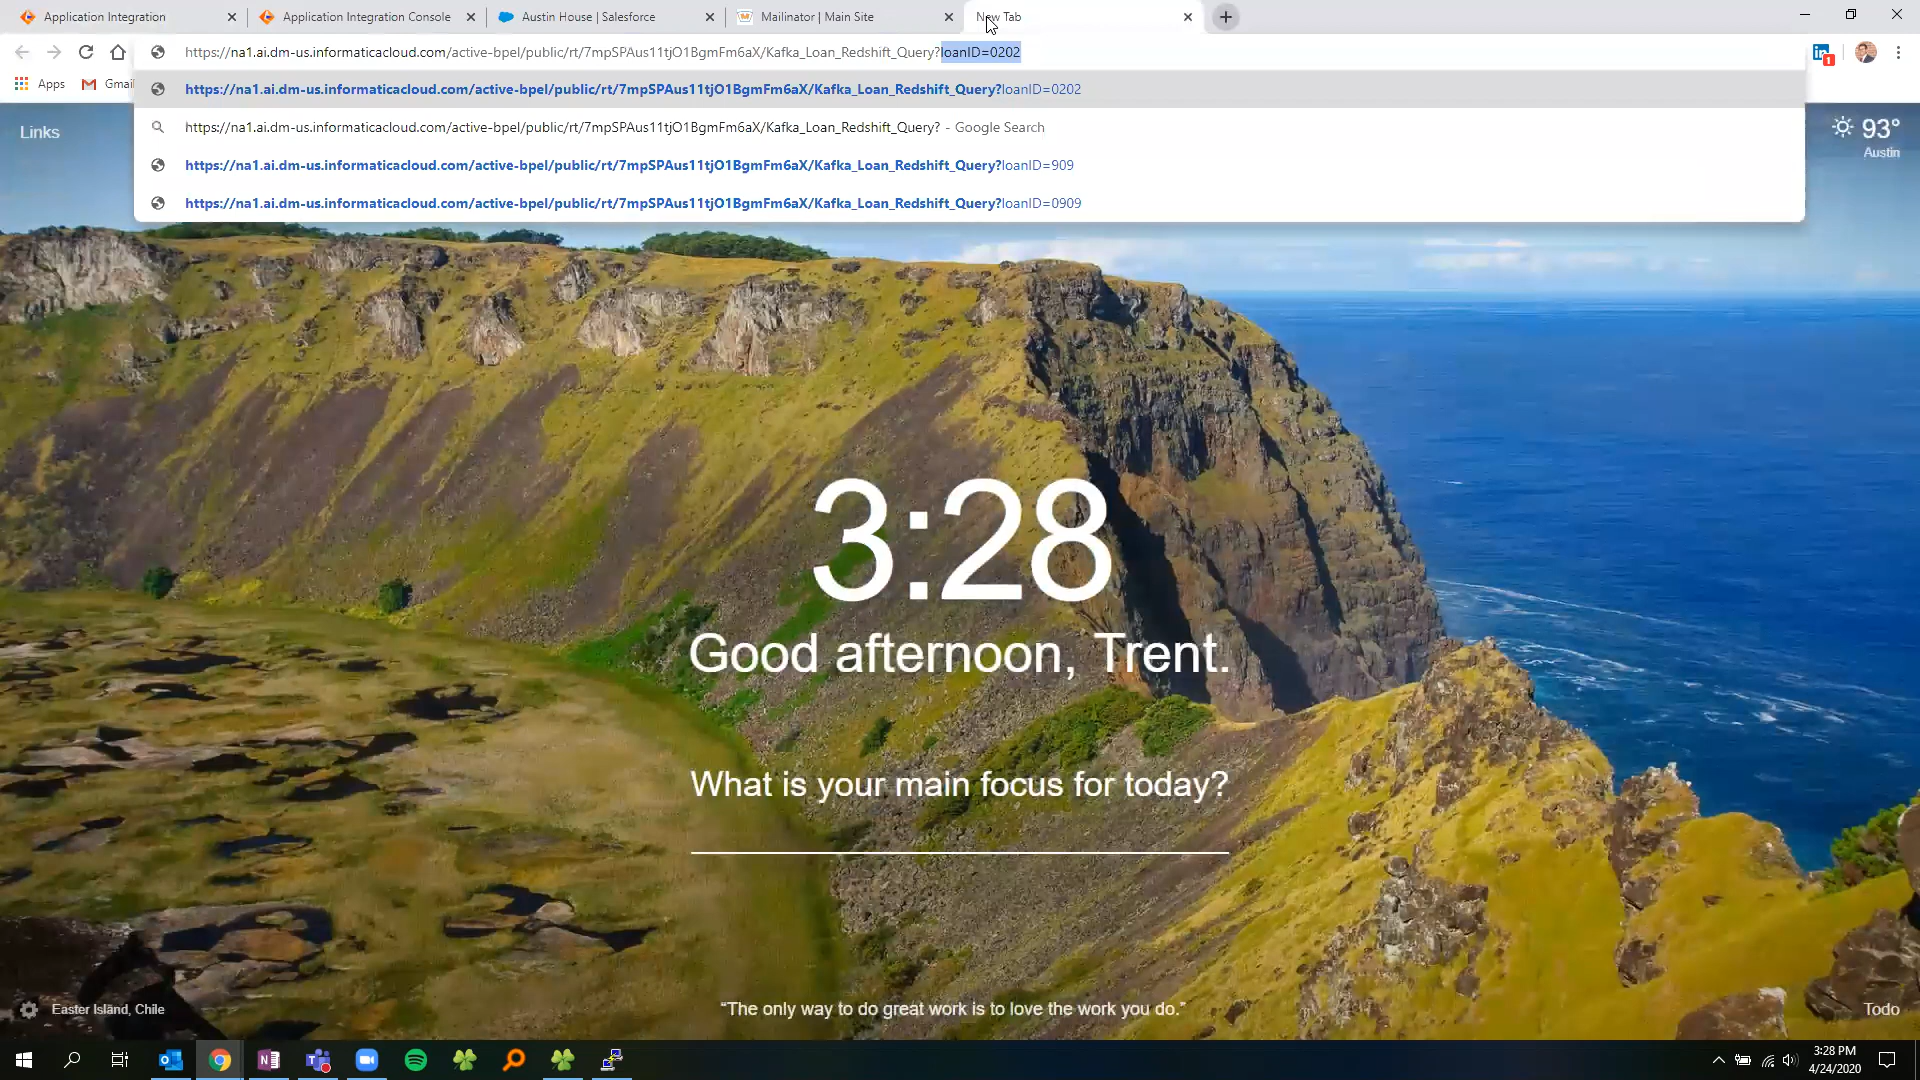 Application Integration
Application Integration Console
Austin House | Salesforce
Mailinator | Main Site
New Tab
https://na1.ai.dm-us.informaticacloud.com/active-bpel/public/rt/7mpSPAus11tjO1BgmFm6aX/Kafka_Loan_Redshift_Query?loanID=0202
1
Apps
Gmail
https://na1.ai.dm-us.informaticacloud.com/active-bpel/public/rt/7mpSPAus11tjO1BgmFm6aX/Kafka_Loan_Redshift_Query?loanID=0202
https://na1.ai.dm-us.informaticacloud.com/active-bpel/public/rt/7mpSPAus11tjO1BgmFm6aX/Kafka_Loan_Redshift_Query? - Google Search
https://na1.ai.dm-us.informaticacloud.com/active-bpel/public/rt/7mpSPAus11tjO1BgmFm6aX/Kafka_Loan_Redshift_Query?loanID=909
https://na1.ai.dm-us.informaticacloud.com/active-bpel/public/rt/7mpSPAus11tjO1BgmFm6aX/Kafka_Loan_Redshift_Query?loanID=0909
Links
93°
Austin
3:28
Good afternoon, Trent.
What is your main focus for today?
Easter Island, Chile
“The only way to do great work is to love the work you do.”
Todo
3:28 PM
4/24/2020